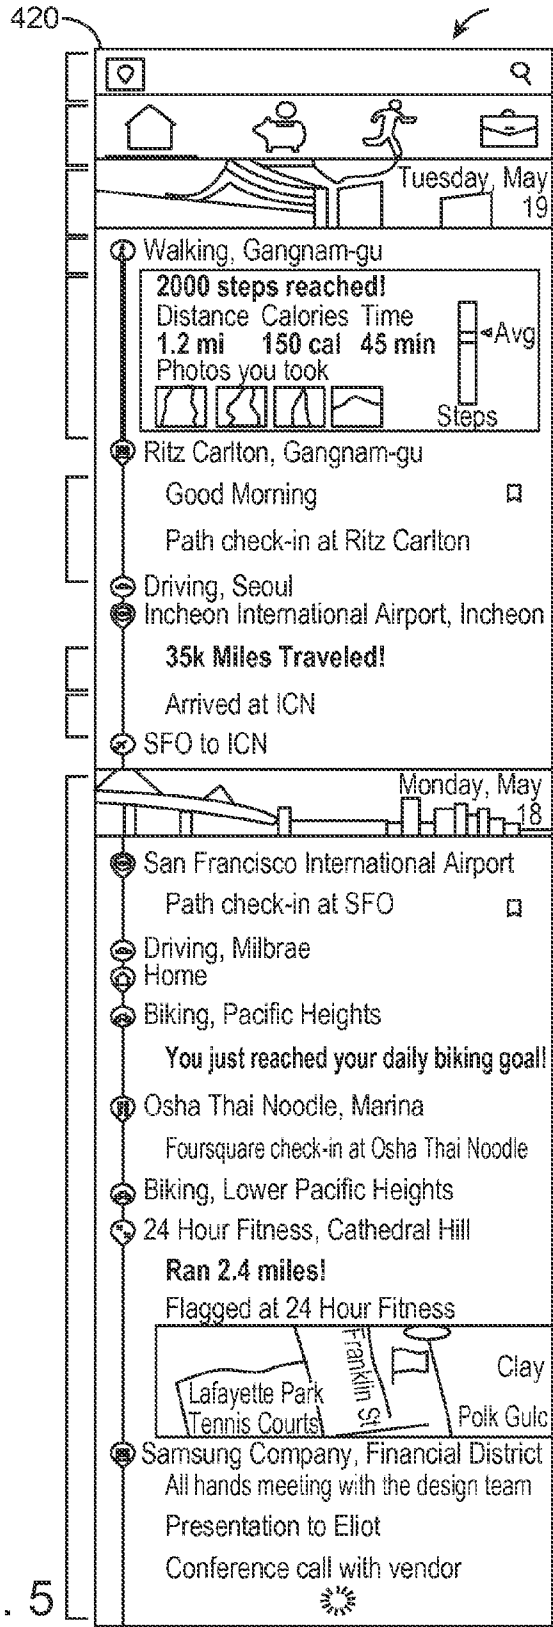 420
Tuesday, May
19
Walking, Gangnam-gu
2000 steps reached!
Distance Calories Time
1.2 mi 150 cal 45 min
Avg
Photos you took
Steps
Ritz Carlton, Gangnam-gu
Good Morning
Path check-in at Ritz Carlton
Driving, Seoul
Incheon International Airport, Incheon
35k Miles Traveled!
Arrived at ICN
SFO to ICN
Monday, May
18
San Francisco International Airport
Path check-in at SFO
Driving, Milbrae
Home
Biking, Pacific Heights
You just reached your daily biking goal!
Osha Thai Noodle, Marina
Foursquare check-in at Osha Thai Noodle
Biking, Lower Pacific Heights
24 Hour Fitness, Cathedral Hill
Ran 2.4 miles!
Flagged at 24 Hour Fitness
Franklin St
Clay
Lafayette Park
Tennis Courts
Polk Gulc
Samsung Company, Financial District
All hands meeting with the design team
Presentation to Eliot
Conference call with vendor
. 5